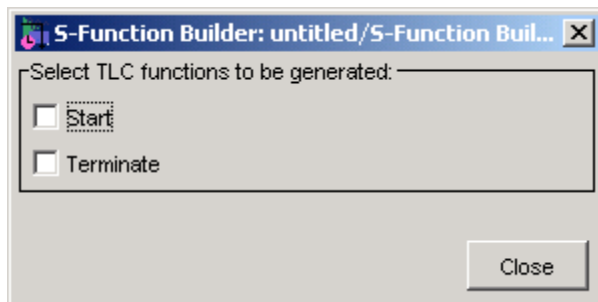 S-Function Builder: untitled/S-Function Buil...
Select TLC functions to be generated:
Start
Terminate
Close